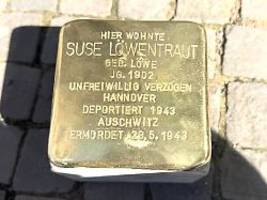 HIER WOHNTE
SUSE LÖWENTRAUT
GEB. LÖWE
JG. 1902
UNFREIWILLIG VERZOGEN
HANNOVER
DEPORTIERT 1943
AUSCHWITZ
ERMORDET 28.5.1943